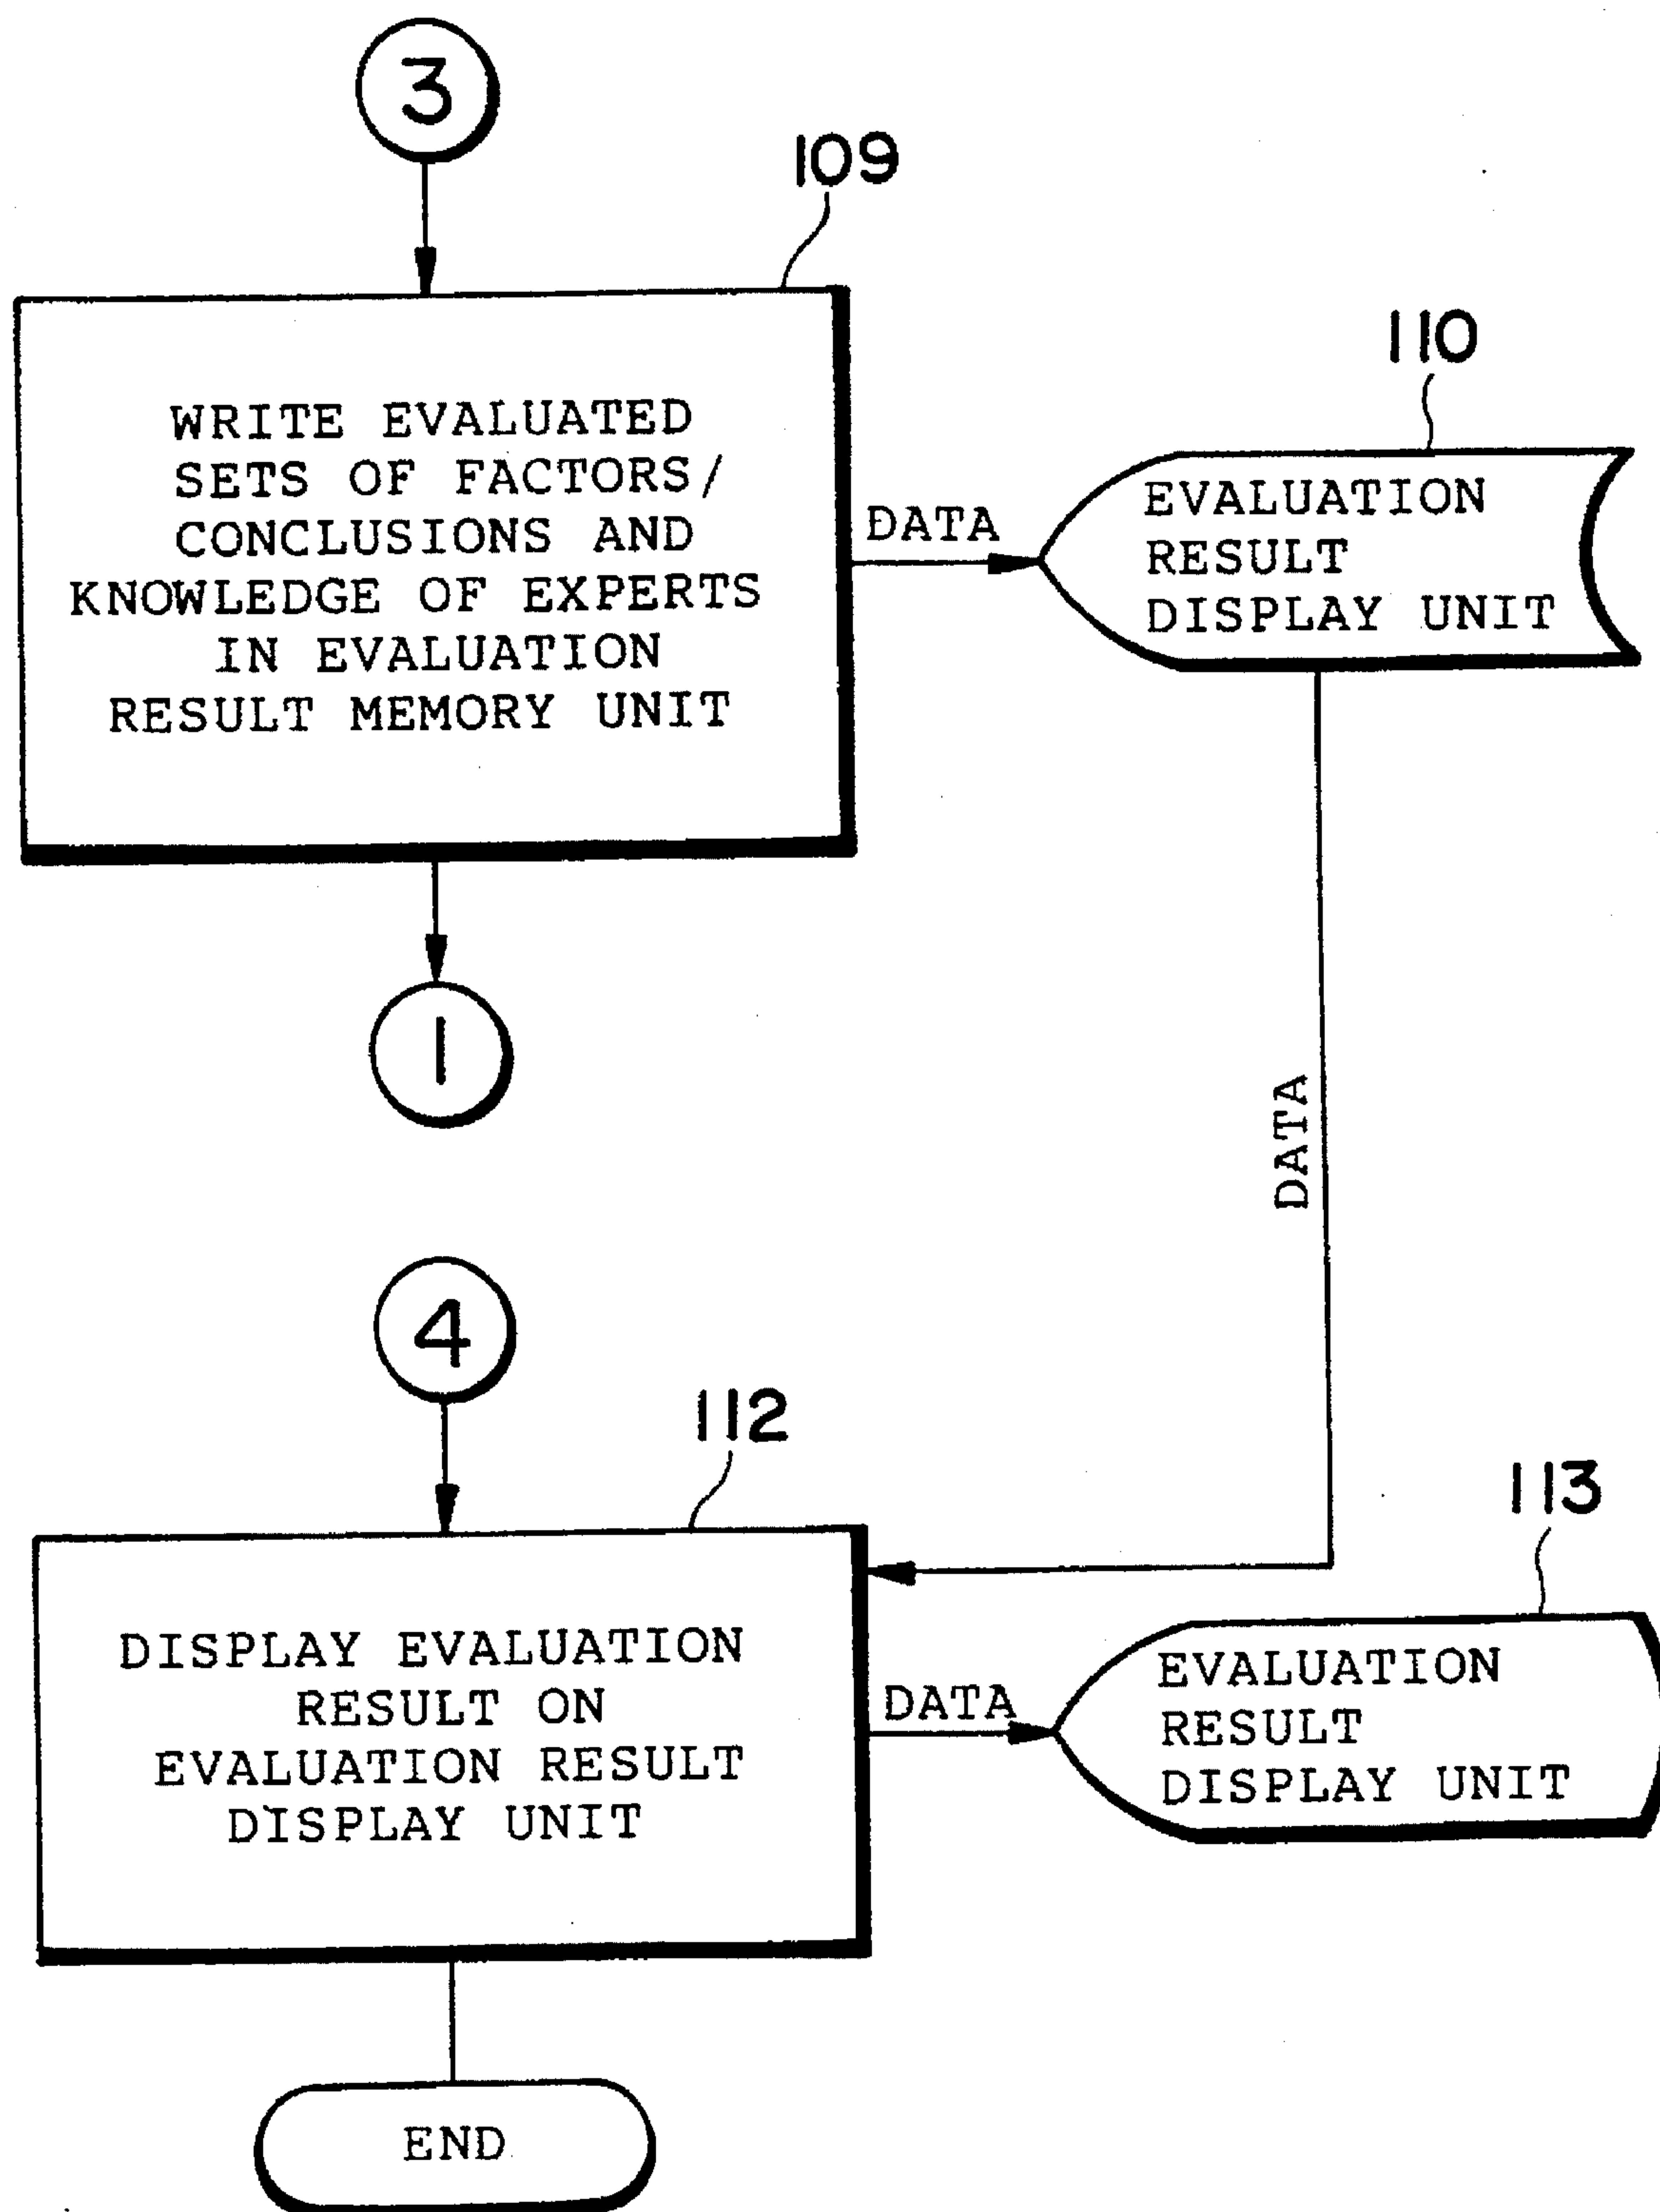 3
109
WRITE EVALUATED
SETS OF FACTORS/
CONCLUSIONS AND
KNOWLEDGE OF EXPERTS
IN EVALUATION
RESULT MEMORY UNIT
DATA
110
EVALUATION
RESULT
DISPLAY UNIT
1
DATA
4
112
DISPLAY EVALUATION
RESULT ON
EVALUATION RESULT
DISPLAY UNIT
DATA
113
EVALUATION
RESULT
DISPLAY UNIT
END